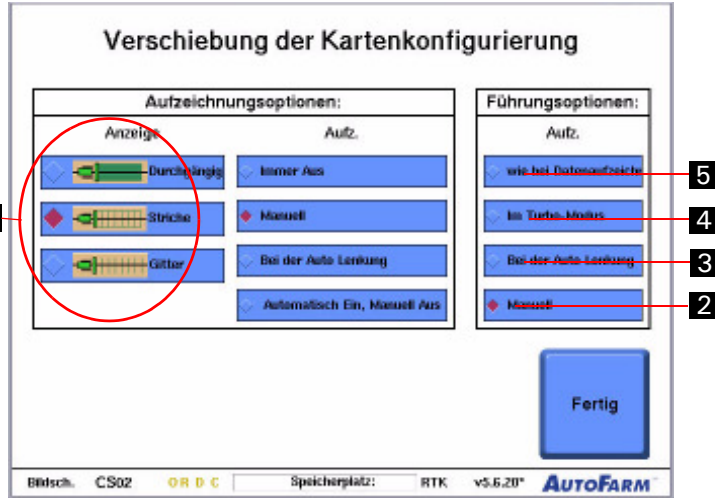 Verschiebung der Kartenkonfigurierung
Aufzeichnungsoptionen:
Anzeige
Aufz.
Durchgängig
Striche
Gitter
Immer Aus
Manuell
Bei der Auto Lenkung
Automatisch Ein, Manuell Aus
Führungsoptionen:
Aufz.
wie bei Datenaufzeichn
5
Im Turbo-Modus
4
Bei der Auto Lenkung
3
Manuell
2
Fertig
Bildsch. CS02 O R D C Speicherplatz: RTK v5.6.20* AUTOFARM